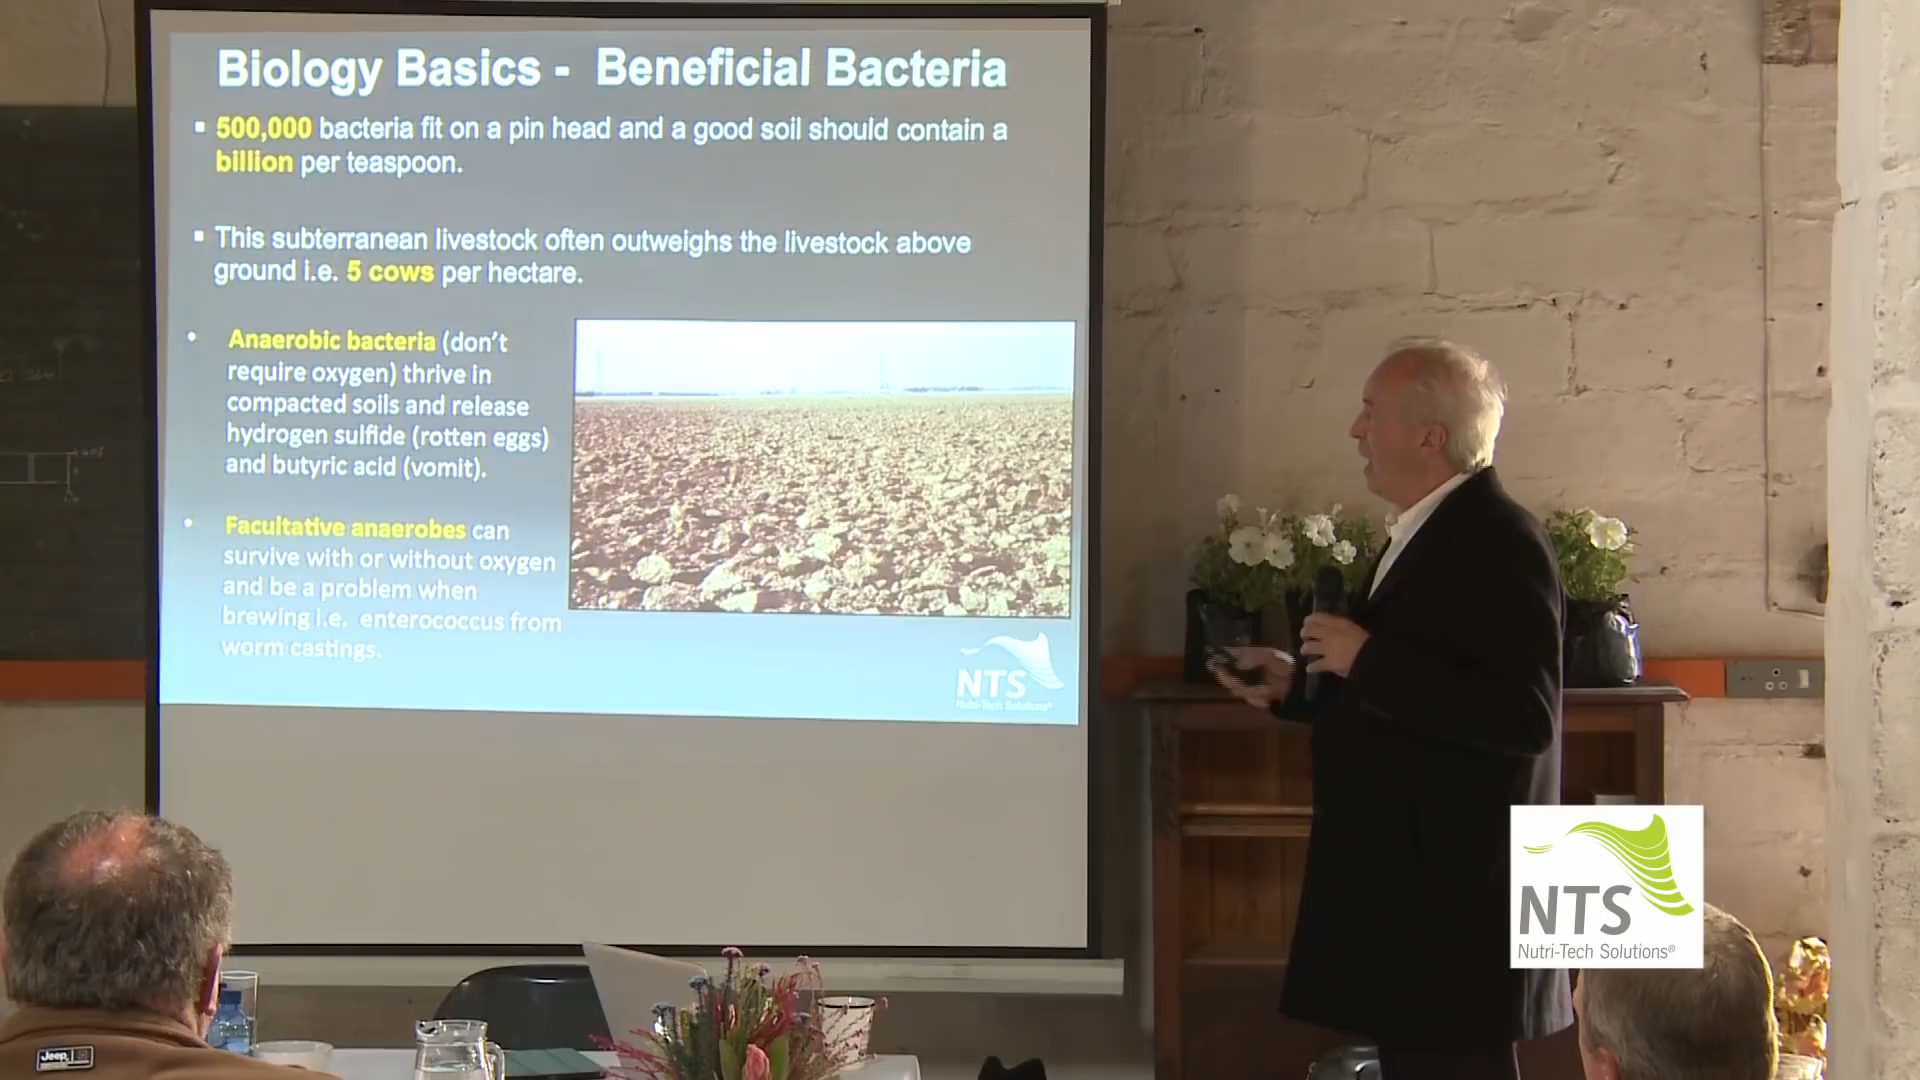 Biology Basics - Beneficial Bacteria
▪ 500,000 bacteria fit on a pin head and a good soil should contain a
billion per teaspoon.
▪ This subterranean livestock often outweighs the livestock above
ground i.e. 5 cows per hectare.
• Anaerobic bacteria (don't
require oxygen) thrive in
compacted soils and release
hydrogen sulfide (rotten eggs)
and butyric acid (vomit).
• Facultative anaerobes can
survive with or without oxygen
and be a problem when
brewing i.e. enterococcus from
worm castings.
NTS
Nutri-Tech Solutions®
NTS
Nutri-Tech Solutions®
Jeep